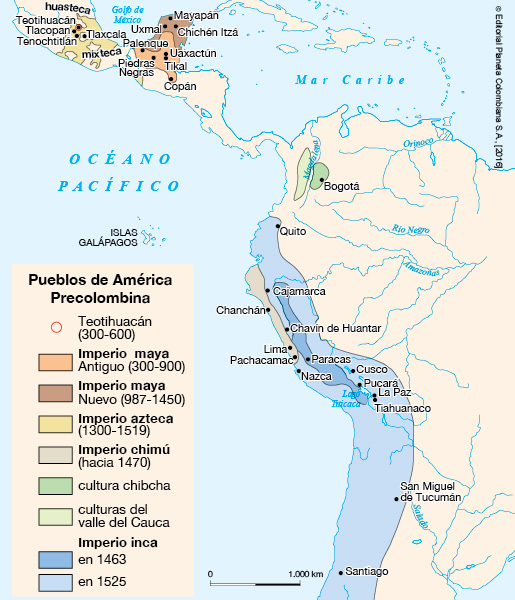 huasteca
Golfo de
México
Teotihuacán
Tlacopan
Tenochtitlán
Tlaxcala
mixteca
Mayapán
Uxmal
Chichén Itzá
Palenque
Uaxactún
Tikal
Piedras
Negras
Copán
Mar Caribe
© Editorial Planeta Colombiana S.A., [2016]
OCÉANO
PACÍFICO
Orinoco
Magdalena
Bogotá
ISLAS
GALÁPAGOS
Quito
Río Negro
Amazonas
Cajamarca
Chanchán
Chavín de Huantar
Lima
Pachacamac
Paracas
Nazca
Cusco
Pucará
La Paz
Lago
Titicaca
Tiahuanaco
San Miguel
de Tucumán
Salado
Santiago
Pueblos de América
Precolombina
Teotihuacán
(300-600)
Imperio maya
Antiguo (300-900)
Imperio maya
Nuevo (987-1450)
Imperio azteca
(1300-1519)
Imperio chimú
(hacia 1470)
cultura chibcha
culturas del
valle del Cauca
Imperio inca
en 1463
en 1525
0 1.000 km